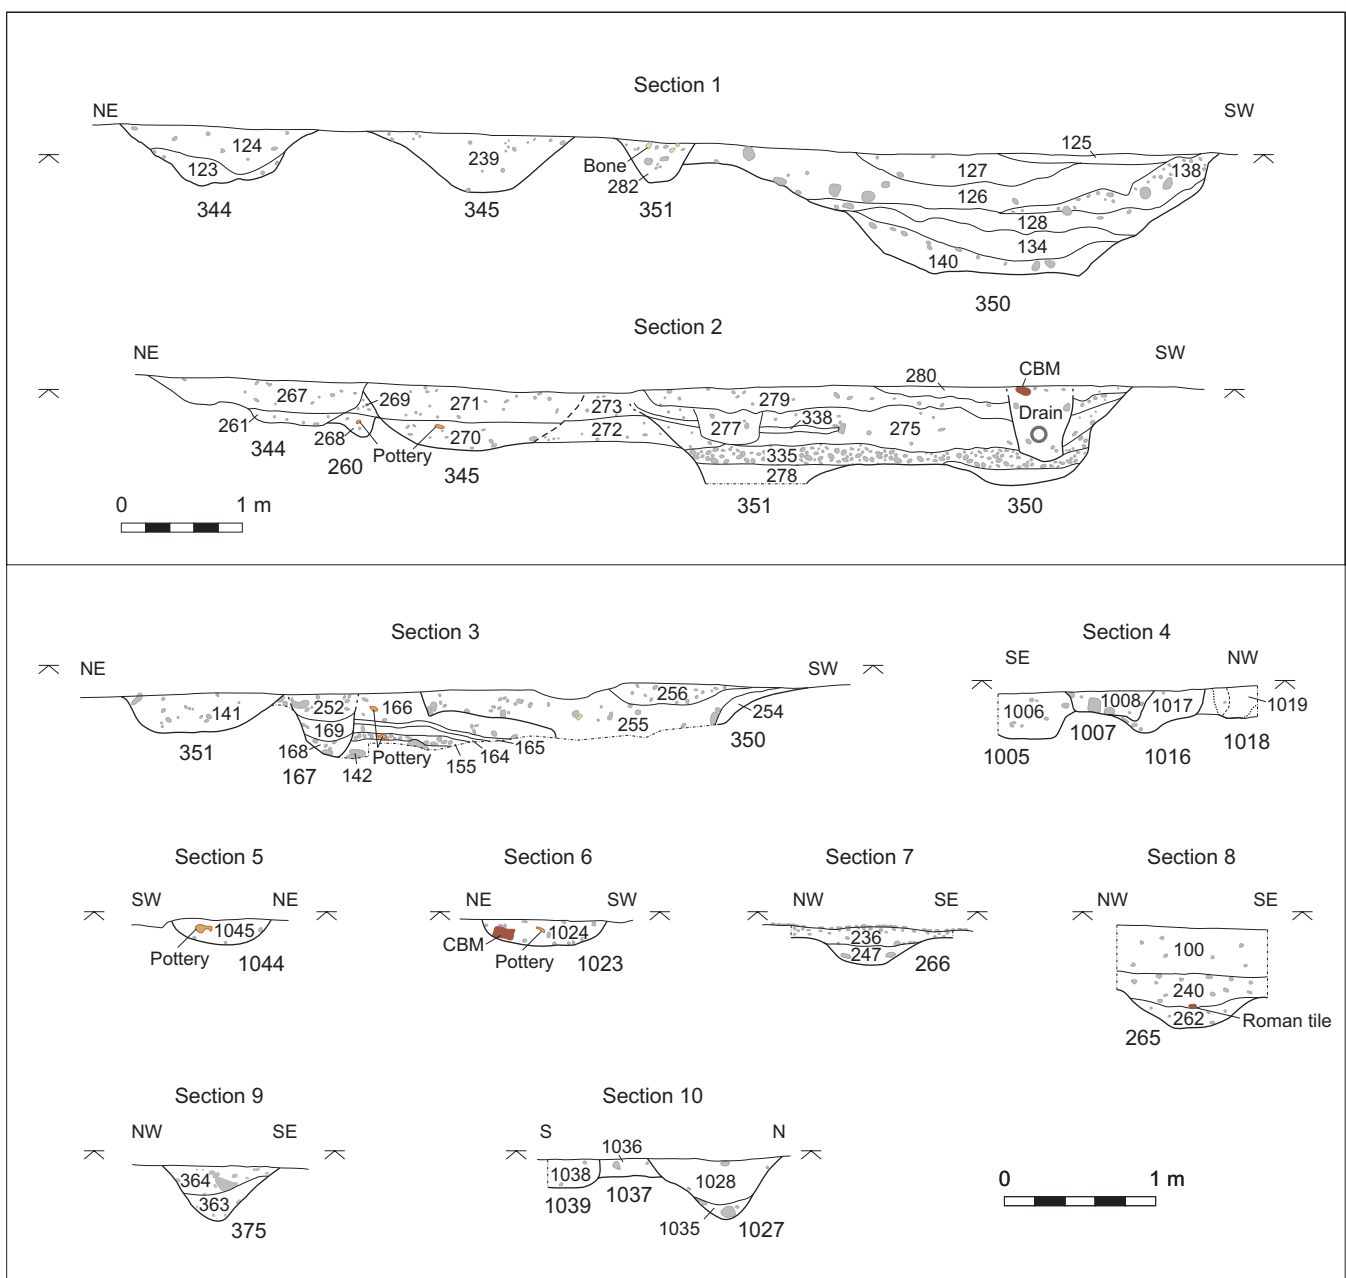 Section 1
NE
SW
124
123
239
Bone
282
125
127
138
126
128
134
140
344
345
351
350
Section 2
NE
SW
CBM
280
267
269
271
273
279
338
Drain
277
275
261
268
270
272
Pottery
335
278
344
260
345
351
350
0 1 m
Section 3
NE
SW
256
252
166
141
254
255
169
168
165
164
Pottery
155
142
351
167
350
Section 4
SE
NW
1008
1006
1017
1019
1007
1005
1016
1018
Section 5
SW
NE
1045
Pottery
1044
Section 6
NE
SW
1024
CBM
Pottery
1023
Section 7
NW
SE
236
247
266
Section 8
NW
SE
100
240
262
Roman tile
265
Section 9
NW
SE
364
363
375
Section 10
S
N
1036
1038
1028
1039
1037
1035
1027
0 1 m